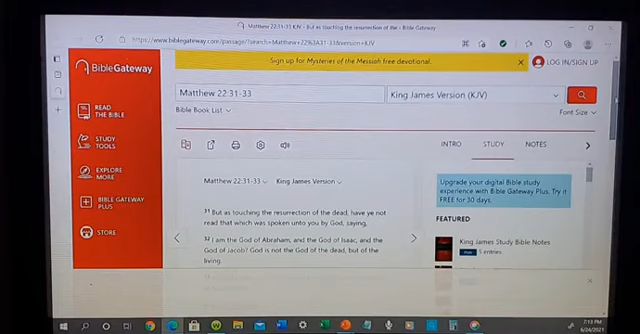 Matthew 22:31-33 KJV - But as touching the resurrection of the - Bible Gateway
https://www.biblegateway.com/passage/?search=Matthew+22%3A31-33&version=KJV
BibleGateway
Sign up for Mysteries of the Messiah free devotional.
LOG IN/SIGN UP
Matthew 22:31-33
King James Version (KJV)
Bible Book List
Font Size
READ
THE BIBLE
STUDY
TOOLS
EXPLORE
MORE
BIBLE GATEWAY
PLUS
STORE
INTRO
STUDY
NOTES
Matthew 22:31-33
King James Version
31 But as touching the resurrection of the dead, have ye not
read that which was spoken unto you by God, saying,
32 I am the God of Abraham, and the God of Isaac, and the
God of Jacob? God is not the God of the dead, but of the
living.
Upgrade your digital Bible study
experience with Bible Gateway Plus. Try it
FREE for 30 days.
FEATURED
King James Study Bible Notes
PLUS 5 entries
7:13 PM
6/24/2021